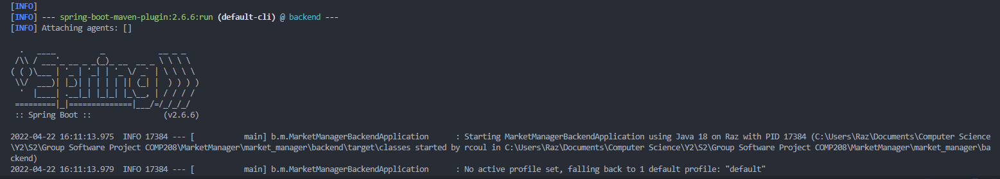 [INFO]
[INFO] --- spring-boot-maven-plugin:2.6.6:run (default-cli) @ backend ---
[INFO] Attaching agents: []
  .   ____          _            __ _ _
 /\\ / ___'_ __ _ _(_)_ __  __ _ \ \ \ \
( ( )\___ | '_ | '_| | '_ \/ _` | \ \ \ \
 \\/  ___)| |_)| | | | | || (_| |  ) ) ) )
  '  |____| .__|_| |_|_| |_\__, | / / / /
 =========|_|==============|___/=/_/_/_/
 :: Spring Boot ::                (v2.6.6)
2022-04-22 16:11:13.975  INFO 17384 --- [           main] b.m.MarketManagerBackendApplication      : Starting MarketManagerBackendApplication using Java 18 on Raz with PID 17384 (C:\Users\Raz\Documents\Computer Science
\Y2\S2\Group Software Project COMP208\MarketManager\market_manager\backend\target\classes started by rcoul in C:\Users\Raz\Documents\Computer Science\Y2\S2\Group Software Project COMP208\MarketManager\market_manager\ba
ckend)
2022-04-22 16:11:13.979  INFO 17384 --- [           main] b.m.MarketManagerBackendApplication      : No active profile set, falling back to 1 default profile: "default"